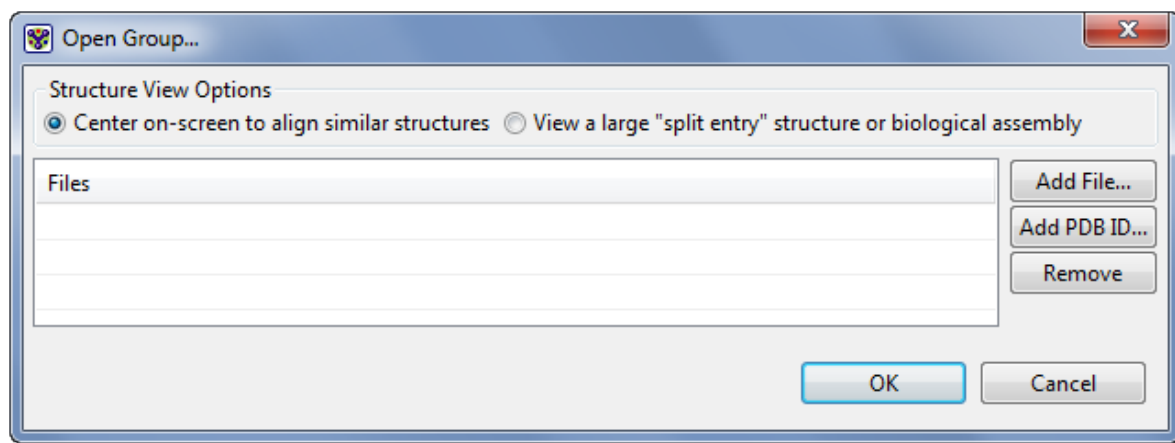 Open Group...
Structure View Options
Center on-screen to align similar structures View a large "split entry" structure or biological assembly
Files
Add File...
Add PDB ID...
Remove
OK Cancel